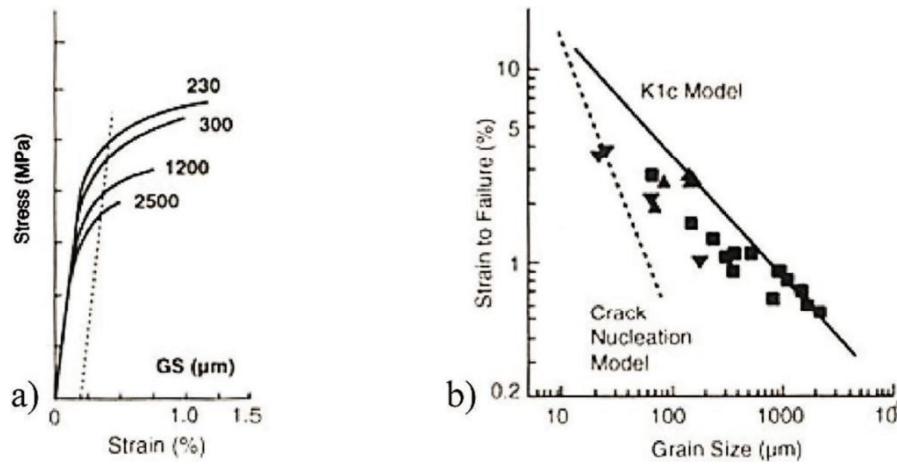 230
300
1200
2500
Stress (MPa)
GS (µm)
a)
0
0.5
1.0
1.5
Strain (%)
10
5
1
0.2
Strain to Failure (%)
K1c Model
Crack
Nucleation
Model
b)
10
100
1000
Grain Size (µm)